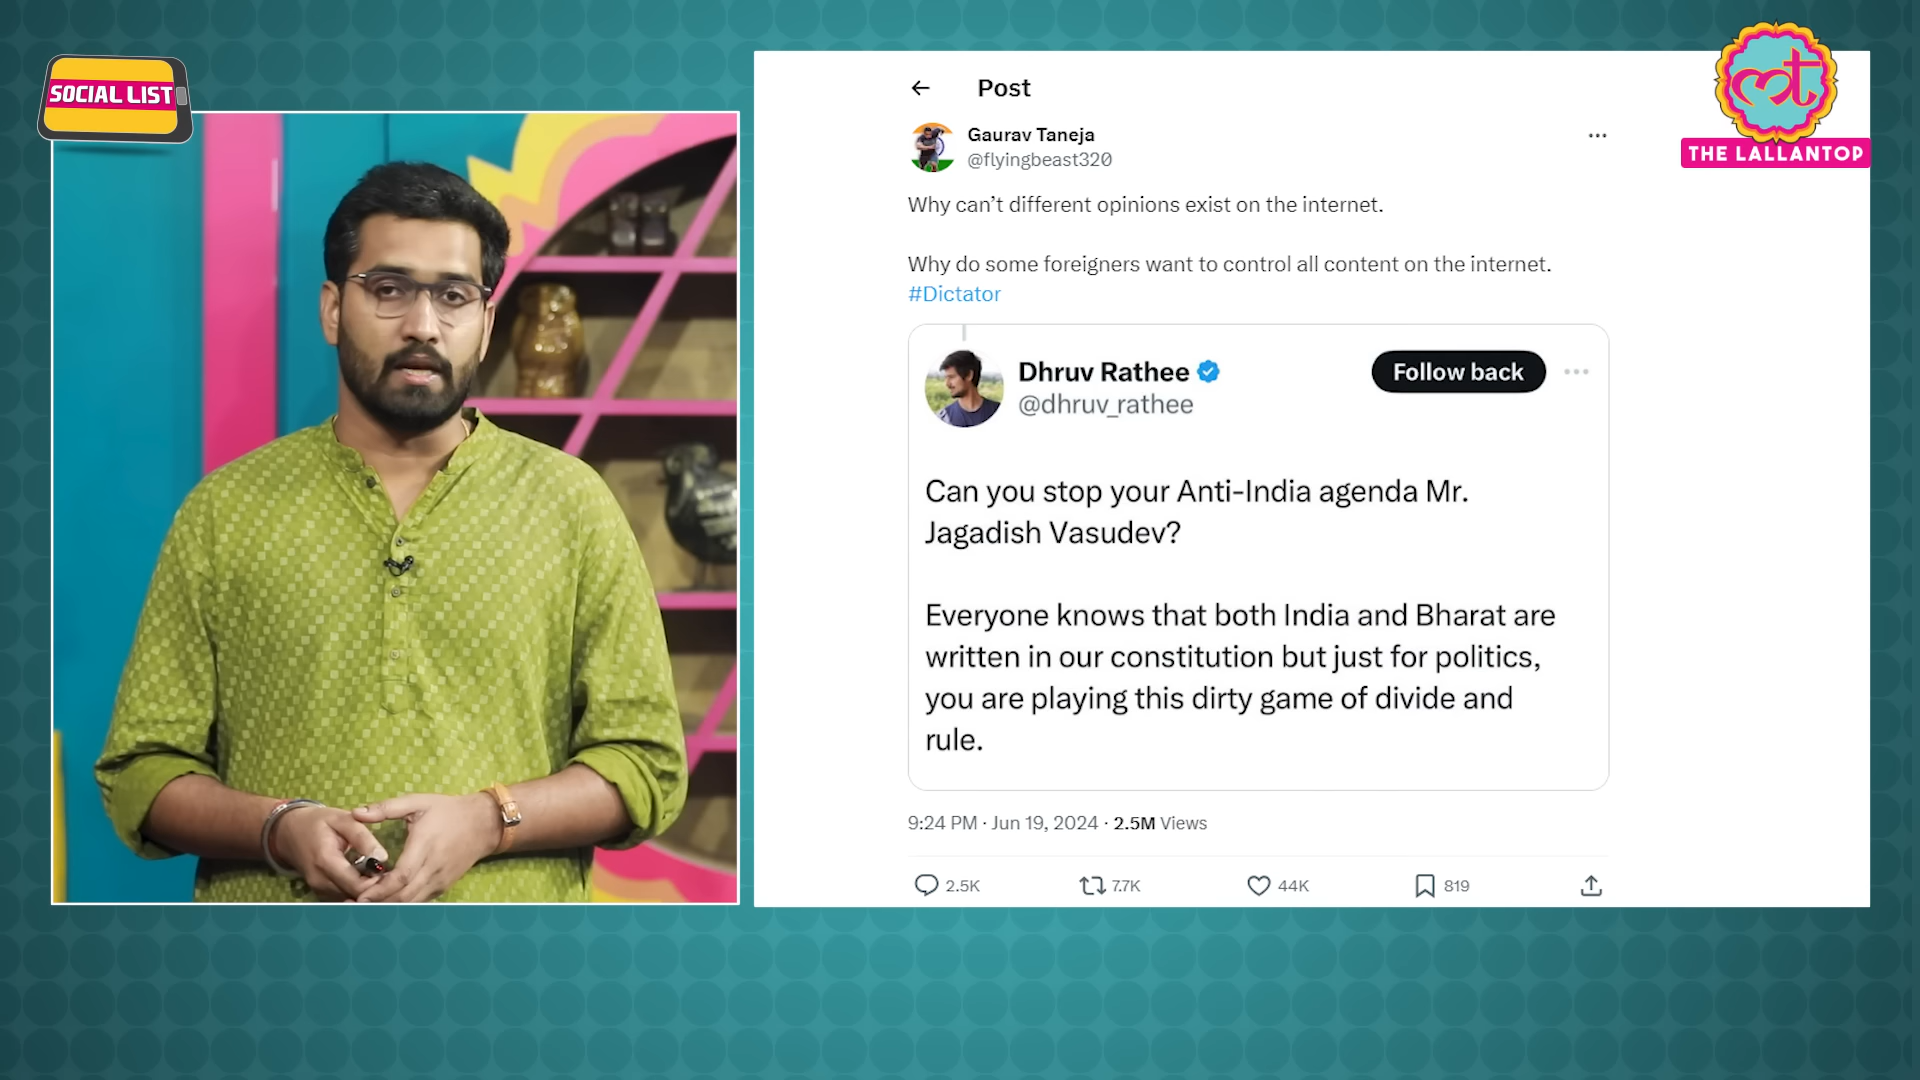 SOCIAL LIST
THE LALLANTOP
Post
Gaurav Taneja
@flyingbeast320
Why can’t different opinions exist on the internet.
Why do some foreigners want to control all content on the internet.
#Dictator
Dhruv Rathee
@dhruv_rathee
Follow back
Can you stop your Anti-India agenda Mr.
Jagadish Vasudev?
Everyone knows that both India and Bharat are
written in our constitution but just for politics,
you are playing this dirty game of divide and
rule.
9:24 PM · Jun 19, 2024 · 2.5M Views
2.5K 7.7K 44K 819